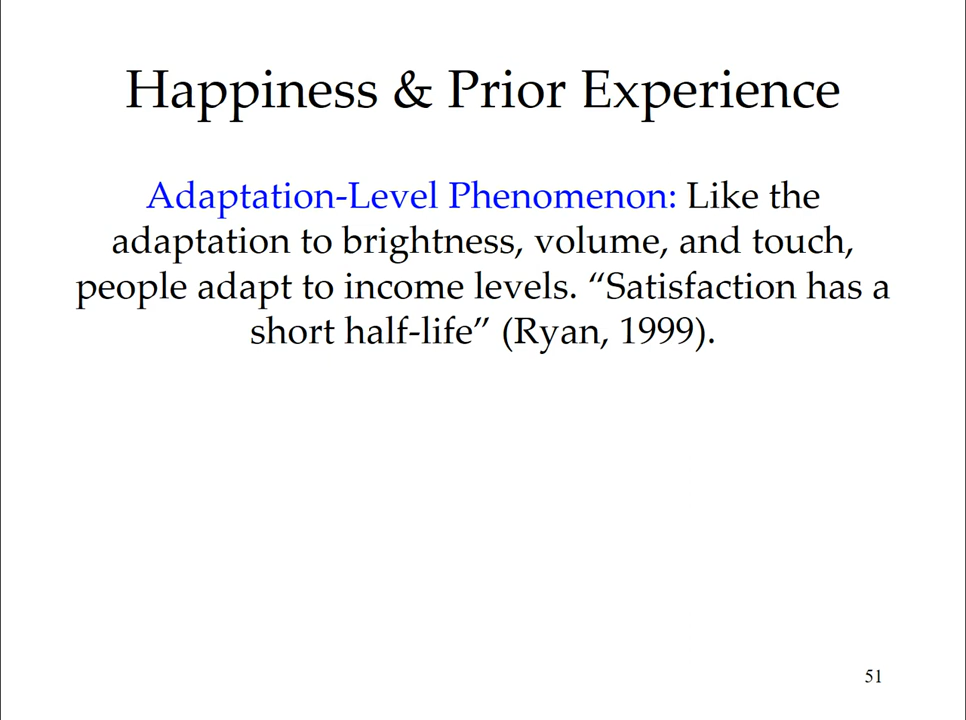 Happiness & Prior Experience
Adaptation-Level Phenomenon: Like the
adaptation to brightness, volume, and touch,
people adapt to income levels. “Satisfaction has a
short half-life” (Ryan, 1999).
51